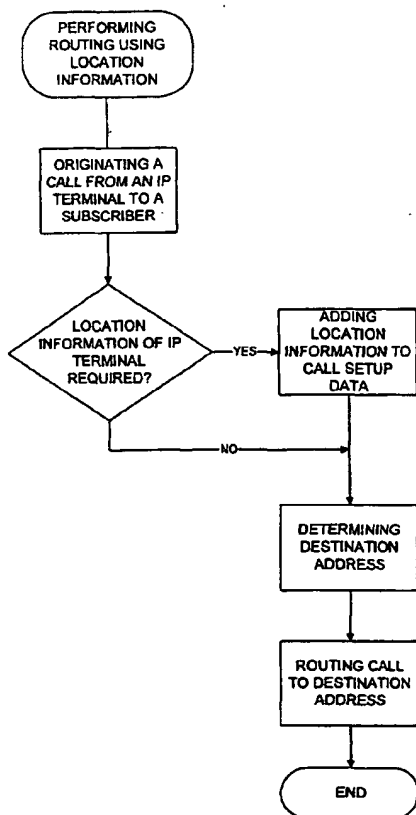 PERFORMING
ROUTING USING
LOCATION
INFORMATION
ORIGINATING A
CALL FROM AN IP
TERMINAL TO A
SUBSCRIBER
LOCATION
INFORMATION OF IP
TERMINAL
REQUIRED?
YES
ADDING
LOCATION
INFORMATION TO
CALL SETUP
DATA
NO
DETERMINING
DESTINATION
ADDRESS
ROUTING CALL
TO DESTINATION
ADDRESS
END